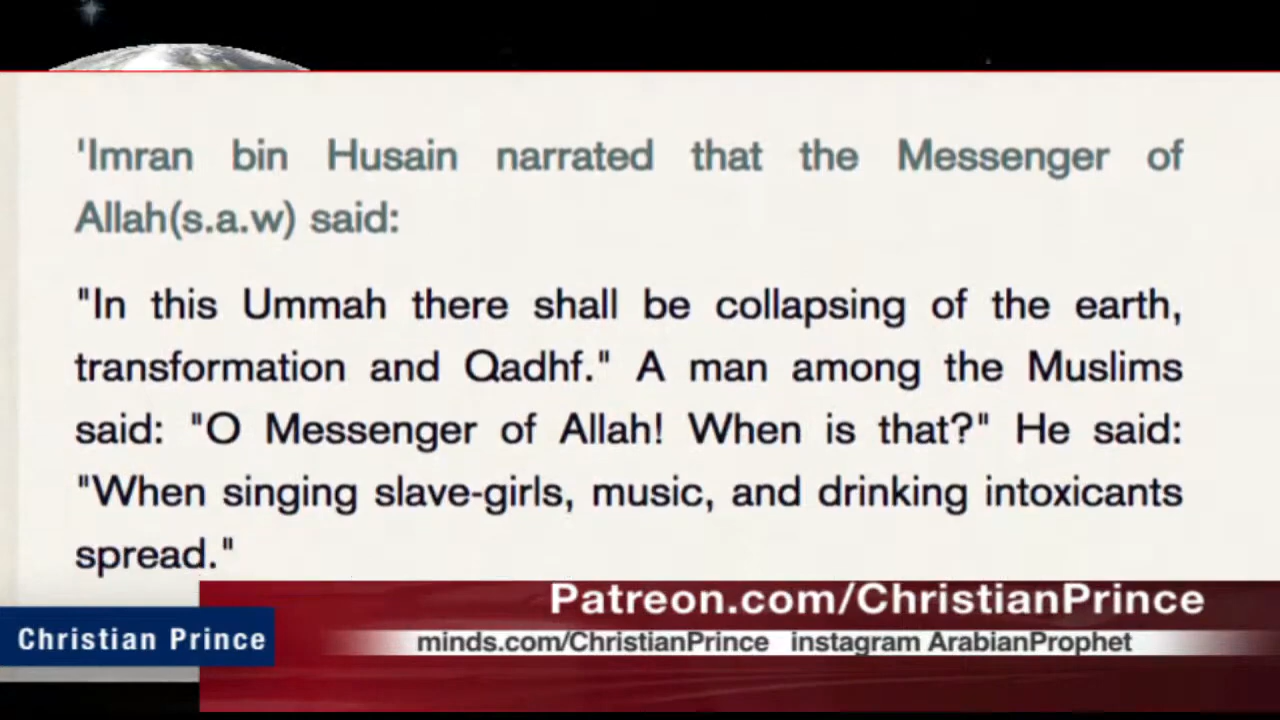 'Imran bin Husain narrated that the Messenger of
Allah(s.a.w) said:
"In this Ummah there shall be collapsing of the earth,
transformation and Qadhf." A man among the Muslims
said: "O Messenger of Allah! When is that?" He said:
"When singing slave-girls, music, and drinking intoxicants
spread."
Patreon.com/ChristianPrince
Christian Prince
minds.com/ChristianPrince instagram ArabianProphet